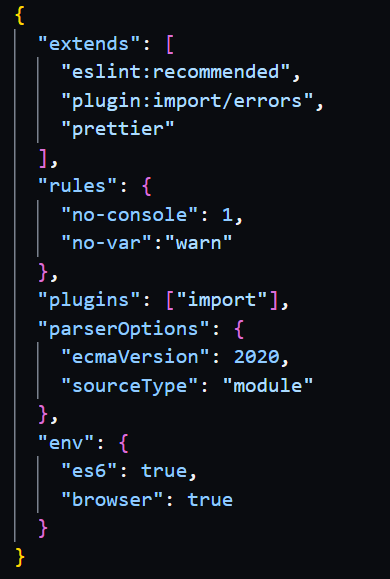 {
  "extends": [
    "eslint:recommended",
    "plugin:import/errors",
    "prettier"
  ],
  "rules": {
    "no-console": 1,
    "no-var":"warn"
  },
  "plugins": ["import"],
  "parserOptions": {
    "ecmaVersion": 2020,
    "sourceType": "module"
  },
  "env": {
    "es6": true,
    "browser": true
  }
}